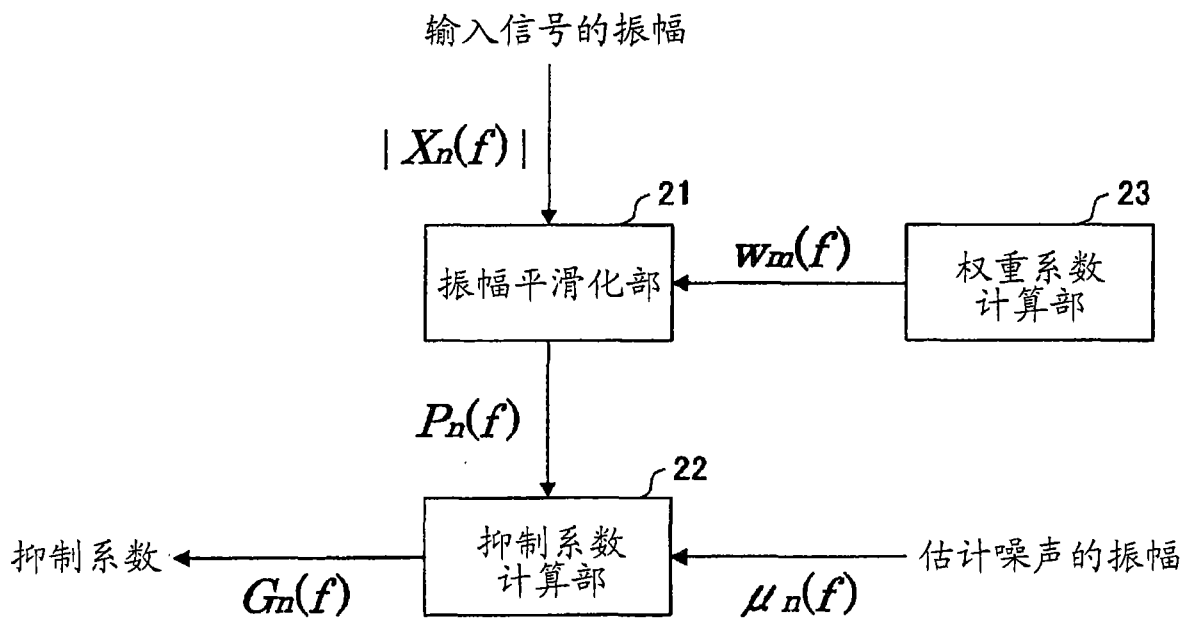 输入信号的振幅
| Xn(f) |
21
23
振幅平滑化部
wm(f)
权重系数
计算部
Pn(f)
22
抑制系数
抑制系数
计算部
估计噪声的振幅
Gn(f)
μn(f)